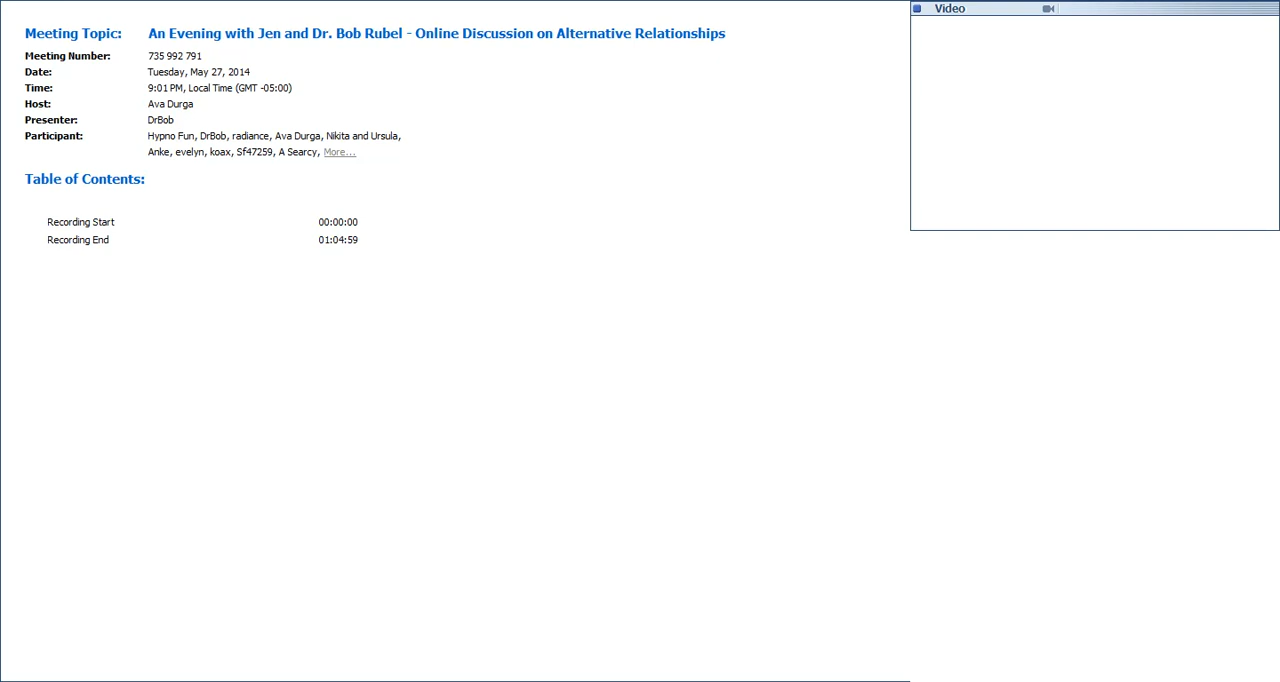 Meeting Topic: An Evening with Jen and Dr. Bob Rubel - Online Discussion on Alternative Relationships
Meeting Number: 735 992 791
Date: Tuesday, May 27, 2014
Time: 9:01 PM, Local Time (GMT -05:00)
Host: Ava Durga
Presenter: DrBob
Participant: Hypno Fun, DrBob, radiance, Ava Durga, Nikita and Ursula,
Anke, evelyn, koax, Sf47259, A Searcy, More...
Table of Contents:
Recording Start 00:00:00
Recording End 01:04:59
Video